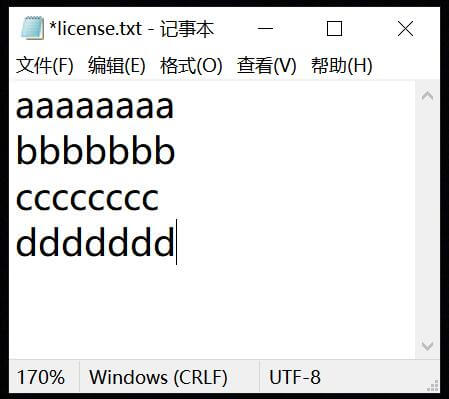 *license.txt - 记事本
文件(F) 编辑(E) 格式(O) 查看(V) 帮助(H)
aaaaaaaa
bbbbbbb
cccccccc
ddddddd
170% Windows (CRLF) UTF-8